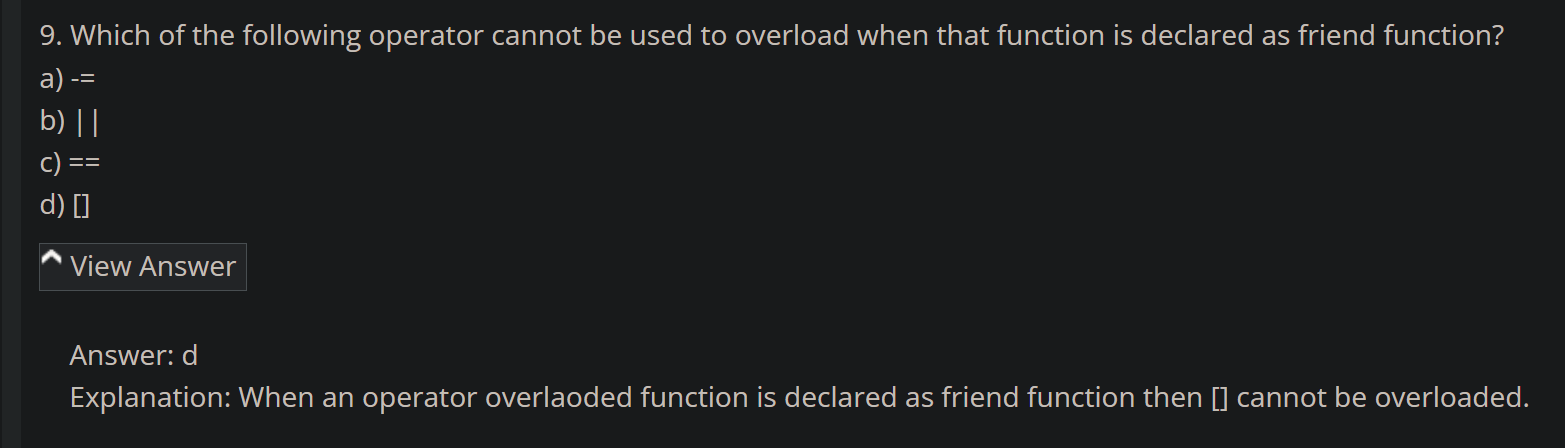 9. Which of the following operator cannot be used to overload when that function is declared as friend function?
a) -=
b) ||
c) ==
d) []
View Answer
Answer: d
Explanation: When an operator overlaoded function is declared as friend function then [] cannot be overloaded.